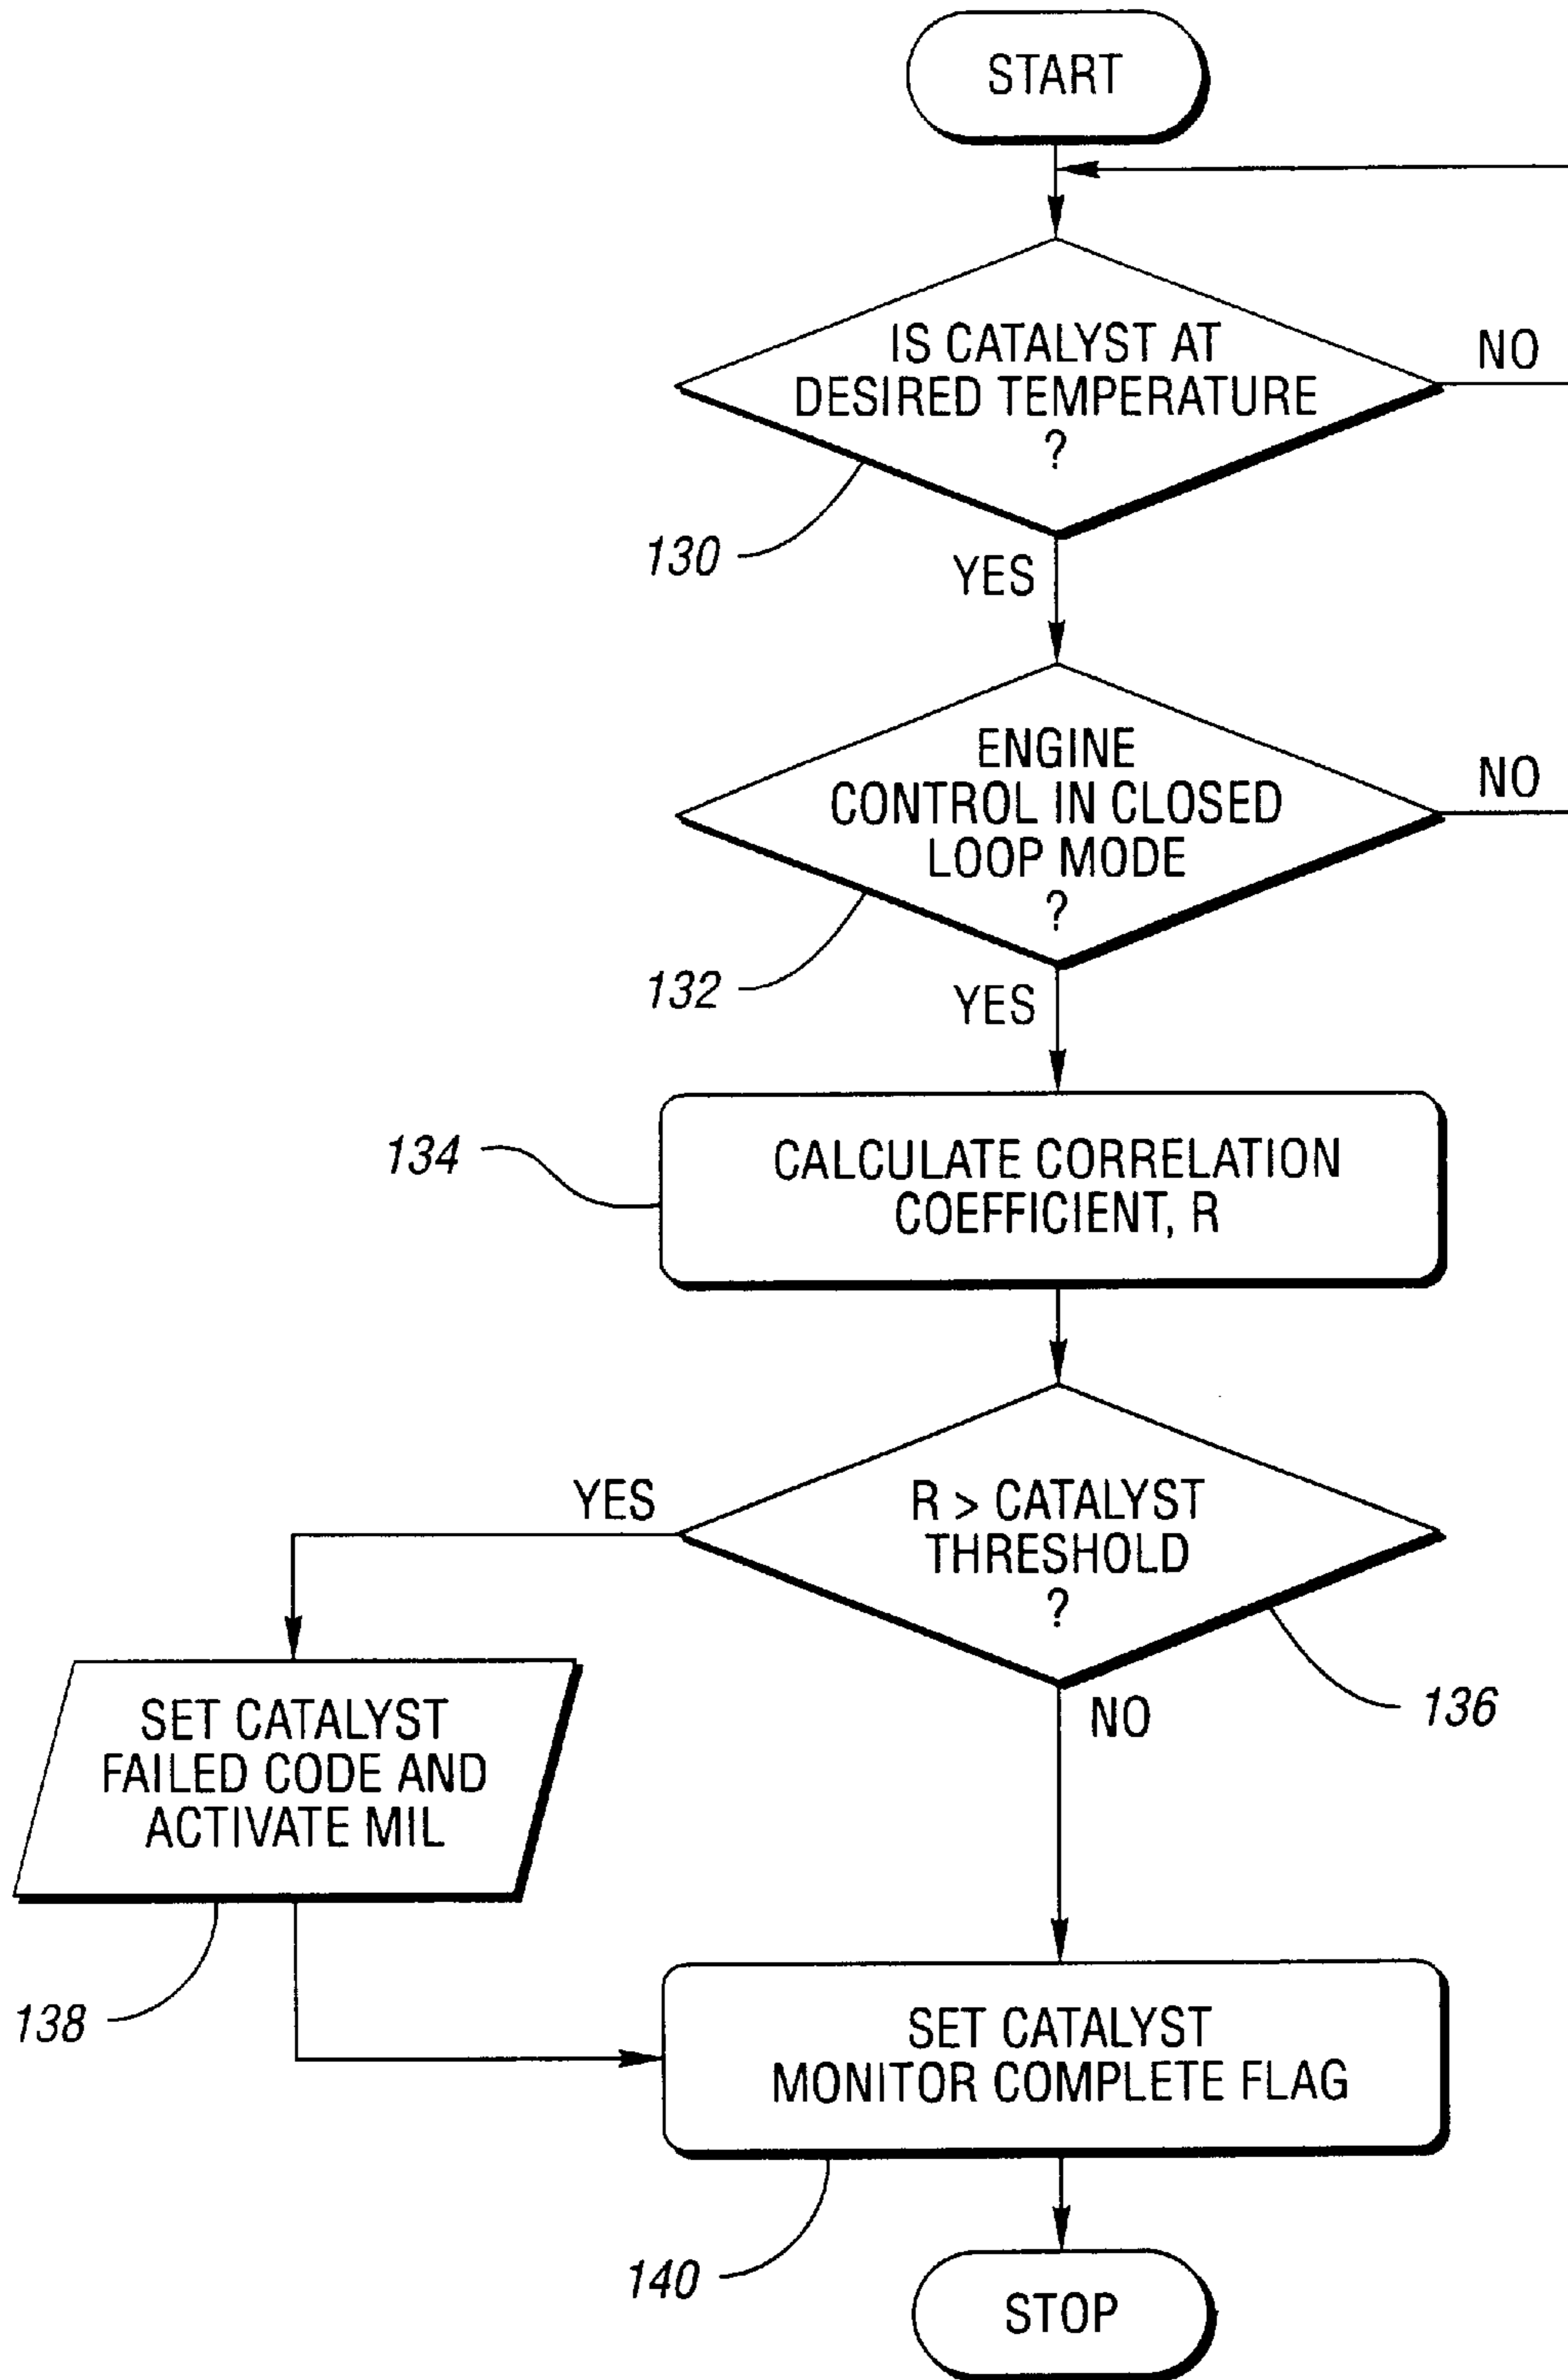 START
IS CATALYST AT
DESIRED TEMPERATURE
?
NO
130
YES
ENGINE
CONTROL IN CLOSED
LOOP MODE
?
NO
132
YES
134
CALCULATE CORRELATION
COEFFICIENT, R
YES
R > CATALYST
THRESHOLD
?
136
NO
SET CATALYST
FAILED CODE AND
ACTIVATE MIL
138
SET CATALYST
MONITOR COMPLETE FLAG
140
STOP